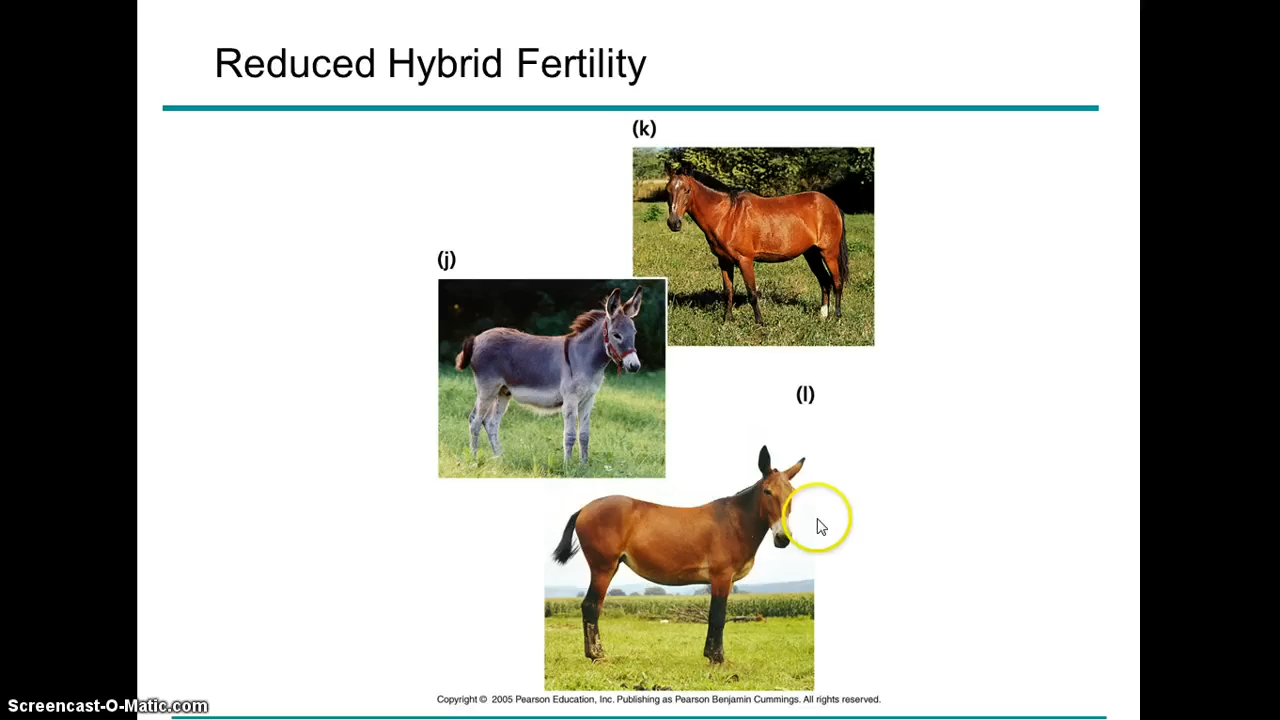 Reduced Hybrid Fertility
(k)
(j)
(l)
Copyright © 2005 Pearson Education, Inc. Publishing as Pearson Benjamin Cummings. All rights reserved.
Screencast-O-Matic.com